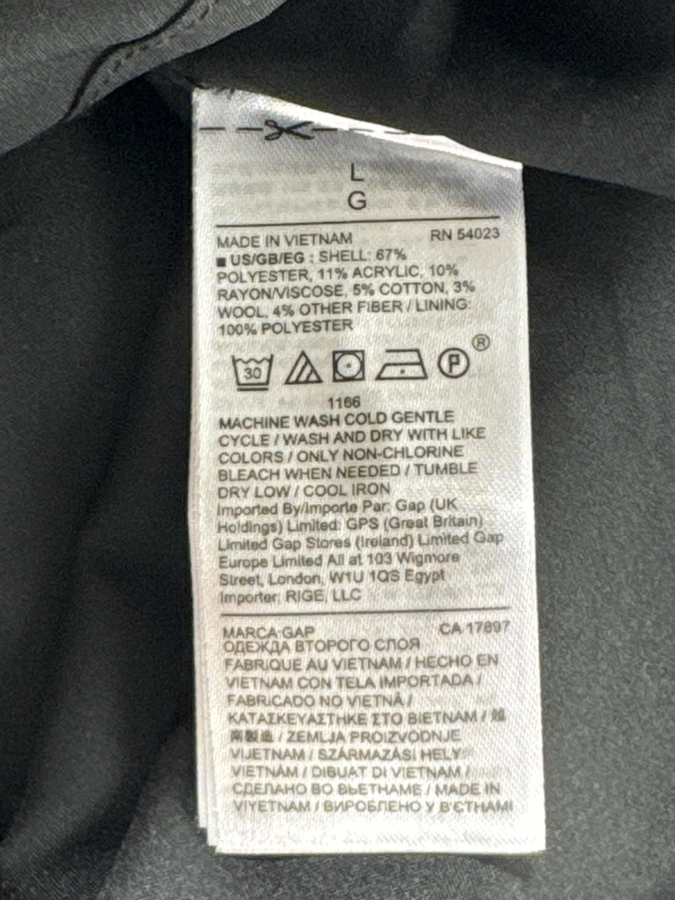 L
G
MADE IN VIETNAM RN 54023
US/GB/EG : SHELL: 67%
POLYESTER, 11% ACRYLIC, 10%
RAYON/VISCOSE, 5% COTTON, 3%
WOOL, 4% OTHER FIBER / LINING:
100% POLYESTER
30 P ®
1166
MACHINE WASH COLD GENTLE
CYCLE / WASH AND DRY WITH LIKE
COLORS / ONLY NON-CHLORINE
BLEACH WHEN NEEDED / TUMBLE
DRY LOW / COOL IRON
Imported By/Importe Par: Gap (UK
Holdings) Limited: GPS (Great Britain)
Limited Gap Stores (Ireland) Limited Gap
Europe Limited All at 103 Wigmore
Street, London, W1U 1QS Egypt
Importer: RIGE, LLC
MARCA-GAP CA 17897
ОДЕЖДА ВТОРОГО СЛОЯ
FABRIQUE AU VIETNAM / HECHO EN
VIETNAM CON TELA IMPORTADA /
FABRICADO NO VIETNÃ /
ΚΑΤΑΣΚΕΥΑΣΤΗΚΕ ΣΤΟ ΒΙΕΤΝΑΜ / 越
南製造 / ZEMLJA PROIZVODNJE
VIJETNAM / SZÁRMAZÁSI HELY:
VIETNÁM / DIBUAT DI VIETNAM /
СДЕЛАНО ВО ВЬЕТНАМЕ / MADE IN
VIYETNAM / ВИРОБЛЕНО У В'ЄТНАМІ